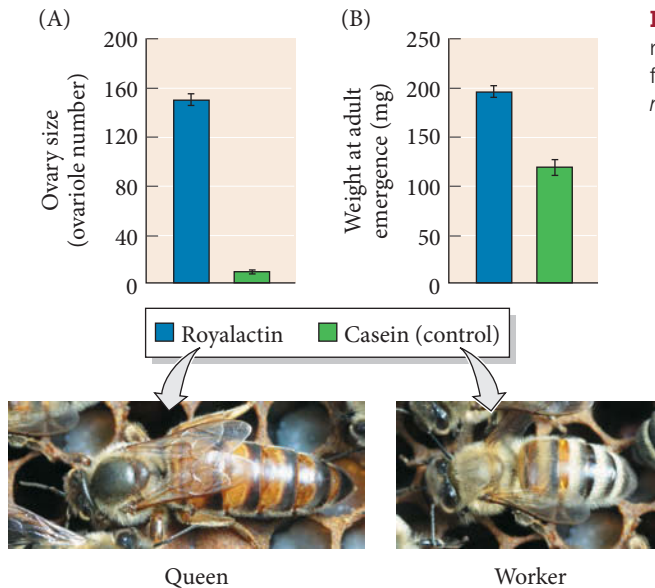 (A)
200
160
120
80
40
0
Ovary size
(ovariole number)
(B)
250
200
150
100
50
0
Weight at adult
emergence (mg)
Royalactin
Casein (control)
Queen
Worker